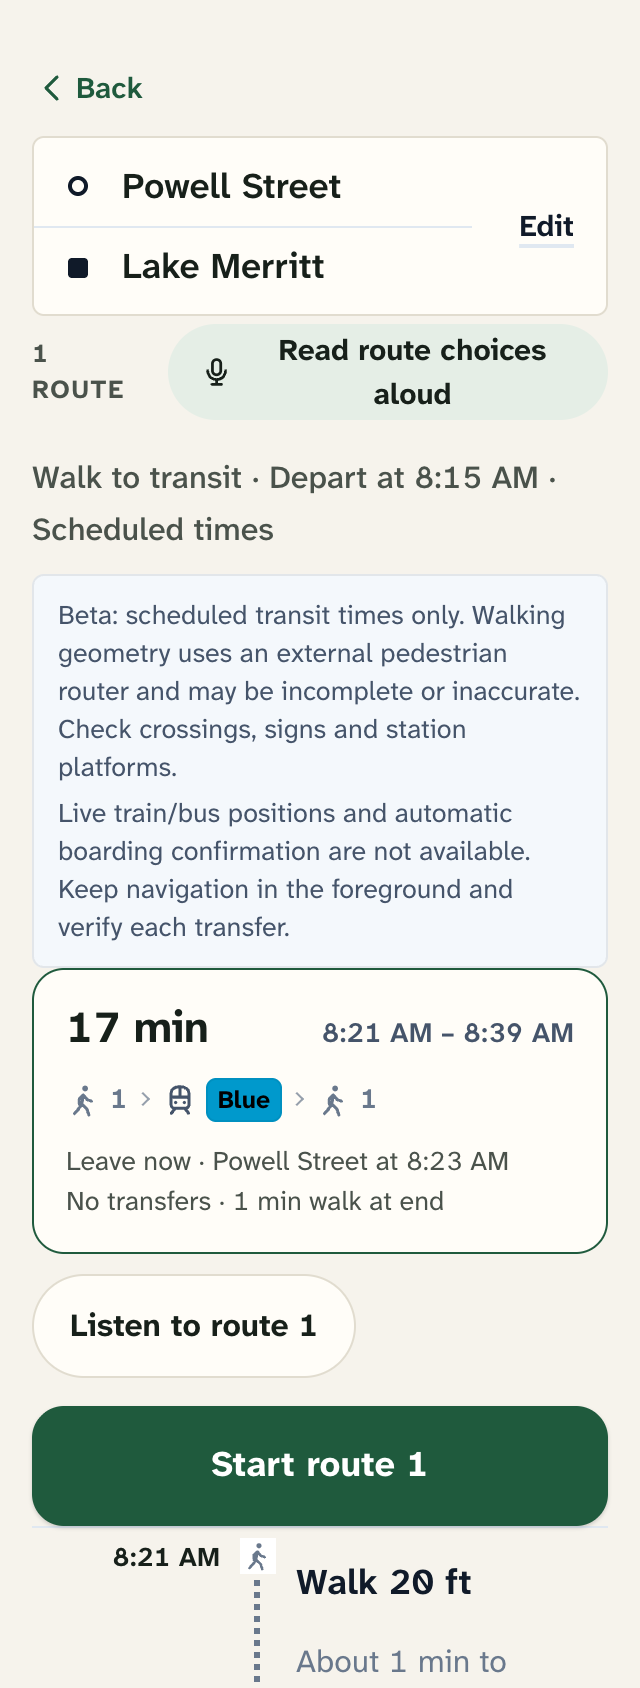 Back
Powell Street
Edit
Lake Merritt
1
ROUTE
Read route choices
aloud
Walk to transit · Depart at 8:15 AM ·
Scheduled times
Beta: scheduled transit times only. Walking
geometry uses an external pedestrian
router and may be incomplete or inaccurate.
Check crossings, signs and station
platforms.
Live train/bus positions and automatic
boarding confirmation are not available.
Keep navigation in the foreground and
verify each transfer.
17 min 8:21 AM – 8:39 AM
1 Blue 1
Leave now · Powell Street at 8:23 AM
No transfers · 1 min walk at end
Listen to route 1
Start route 1
8:21 AM
Walk 20 ft
About 1 min to